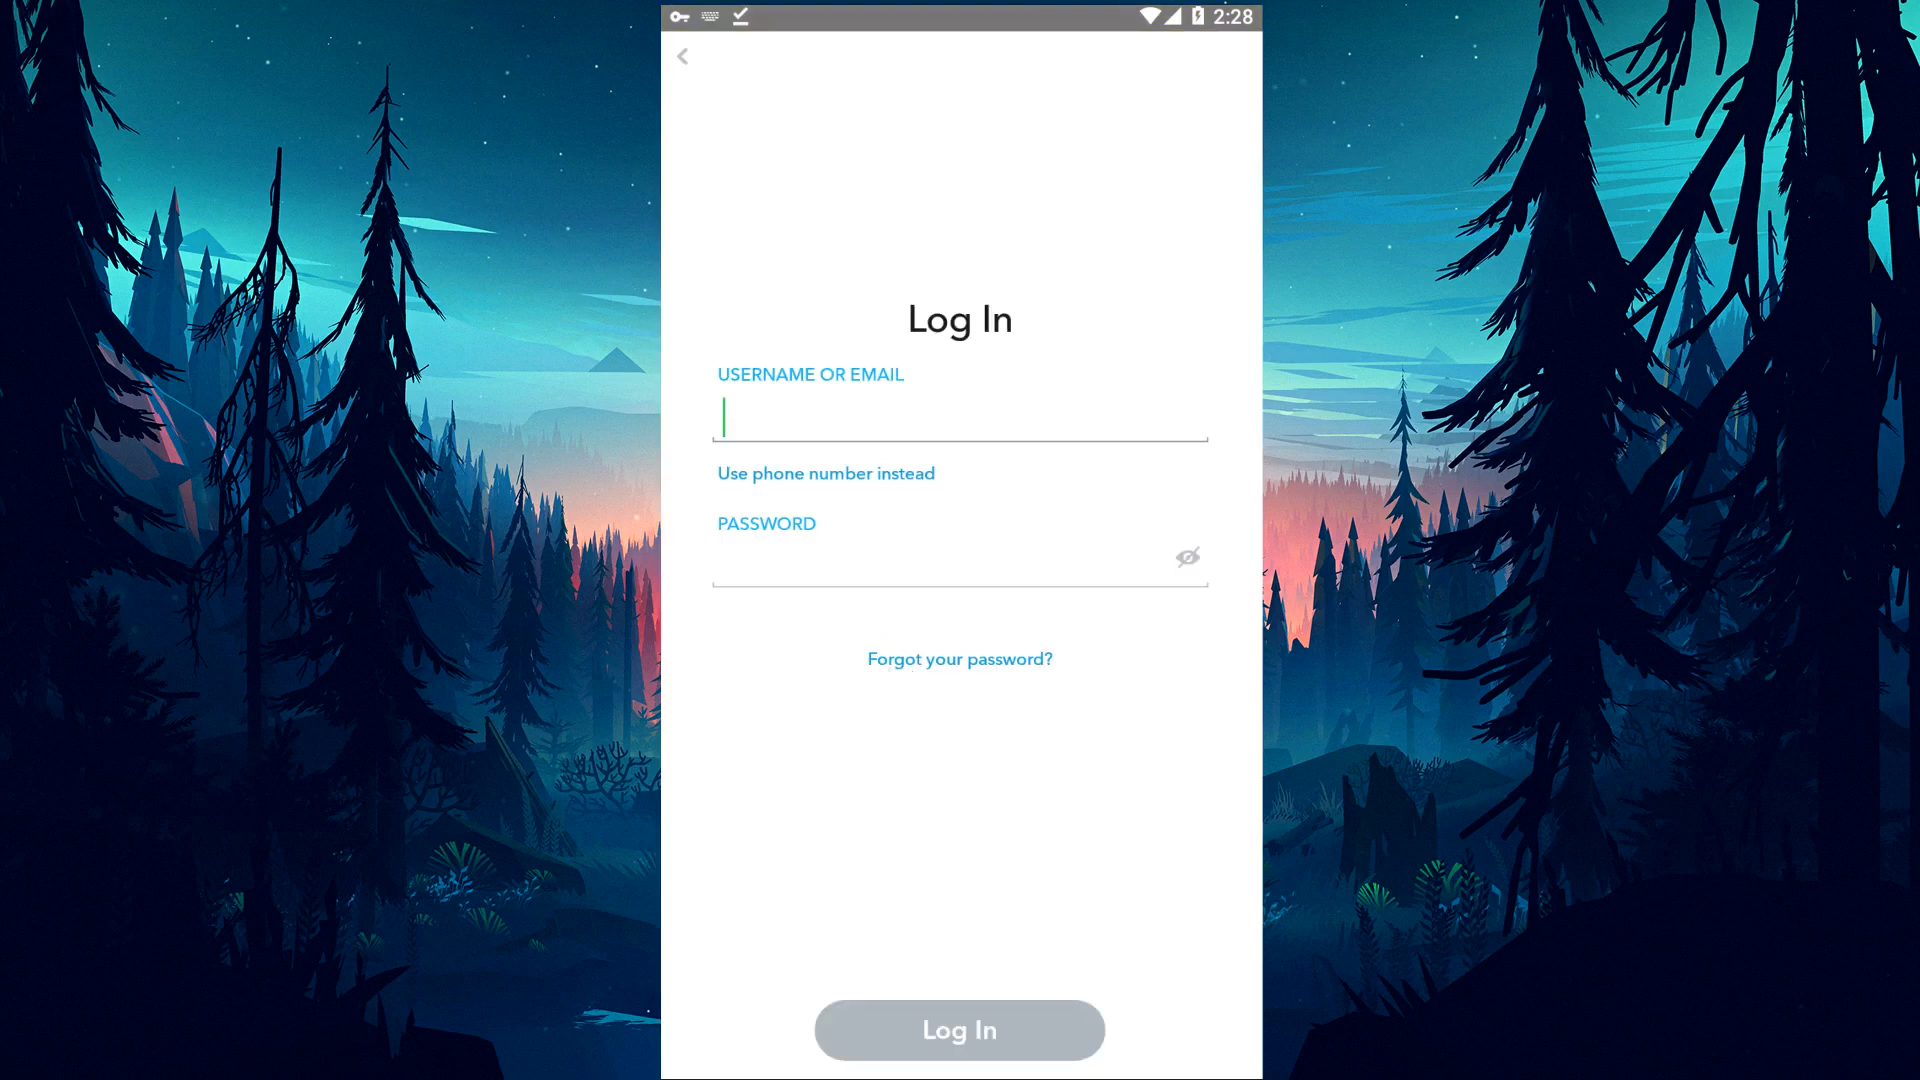 2:28
Log In
USERNAME OR EMAIL
Use phone number instead
PASSWORD
Forgot your password?
Log In